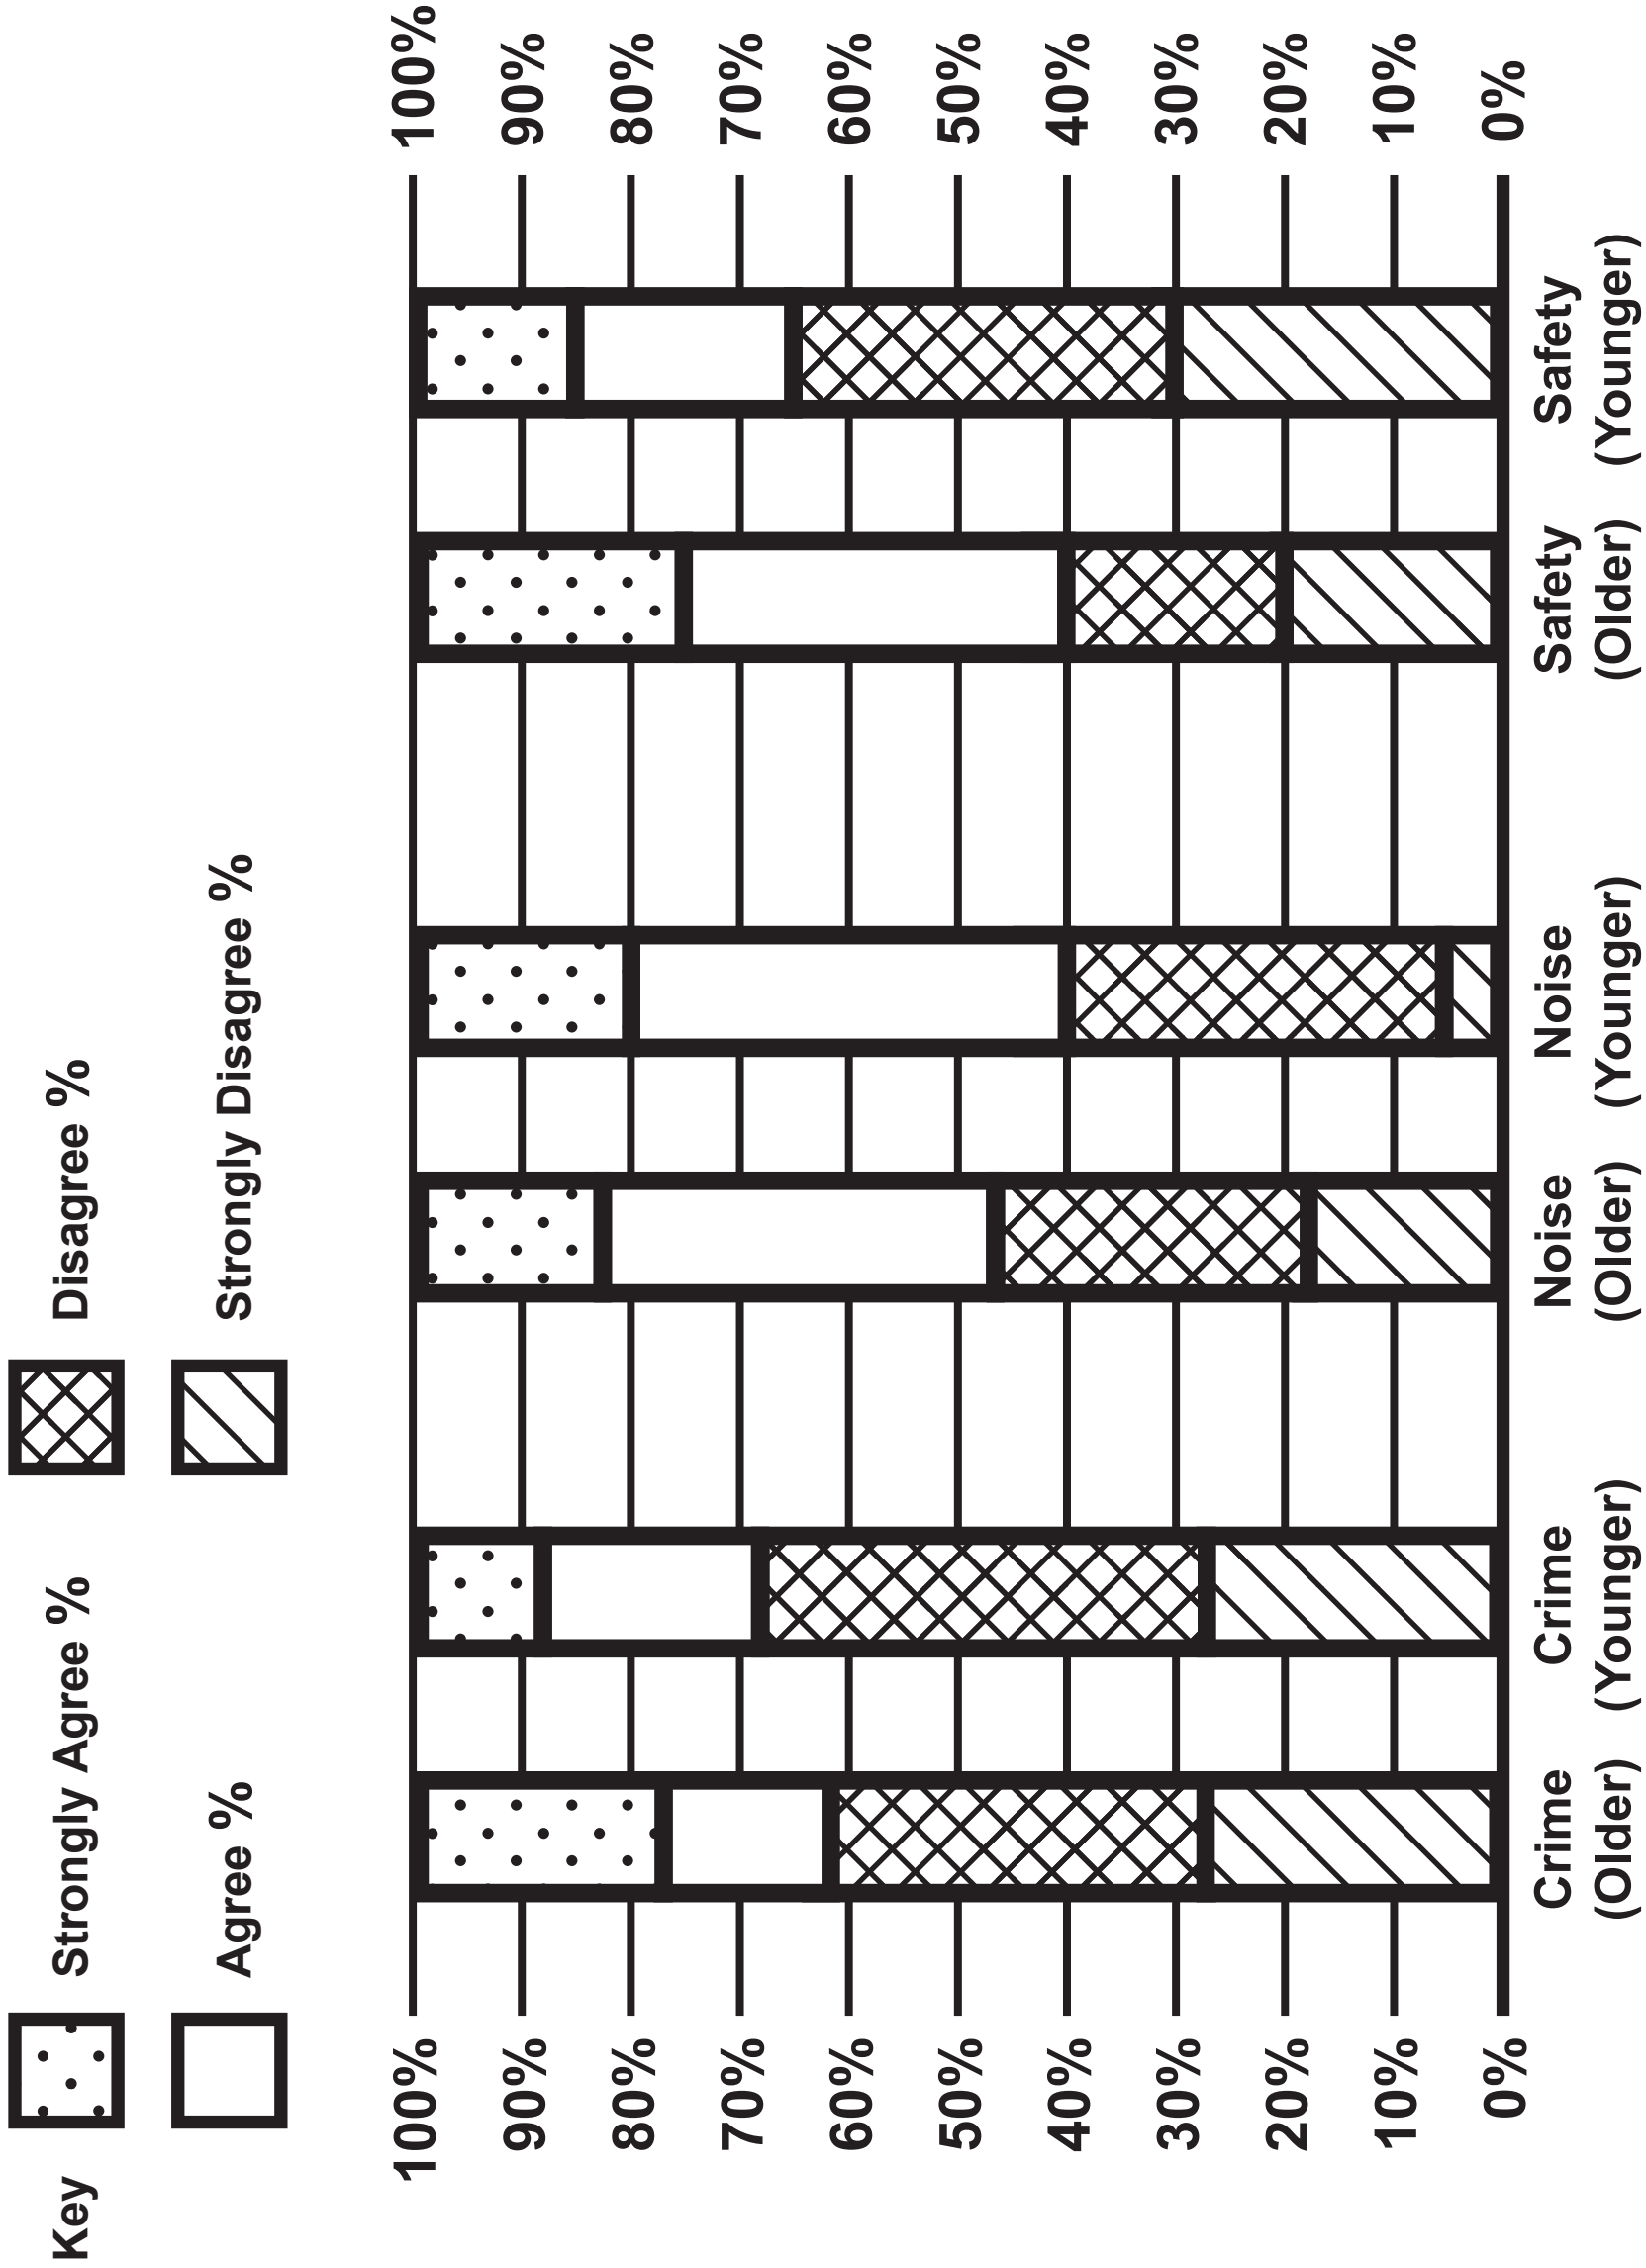 Key
Strongly Agree %
Disagree %
Agree %
Strongly Disagree %
100%
100%
90%
90%
80%
80%
70%
70%
60%
60%
50%
50%
40%
40%
30%
30%
20%
20%
10%
10%
0%
0%
Crime
(Older)
Crime
(Younger)
Noise
(Older)
Noise
(Younger)
Safety
(Older)
Safety
(Younger)